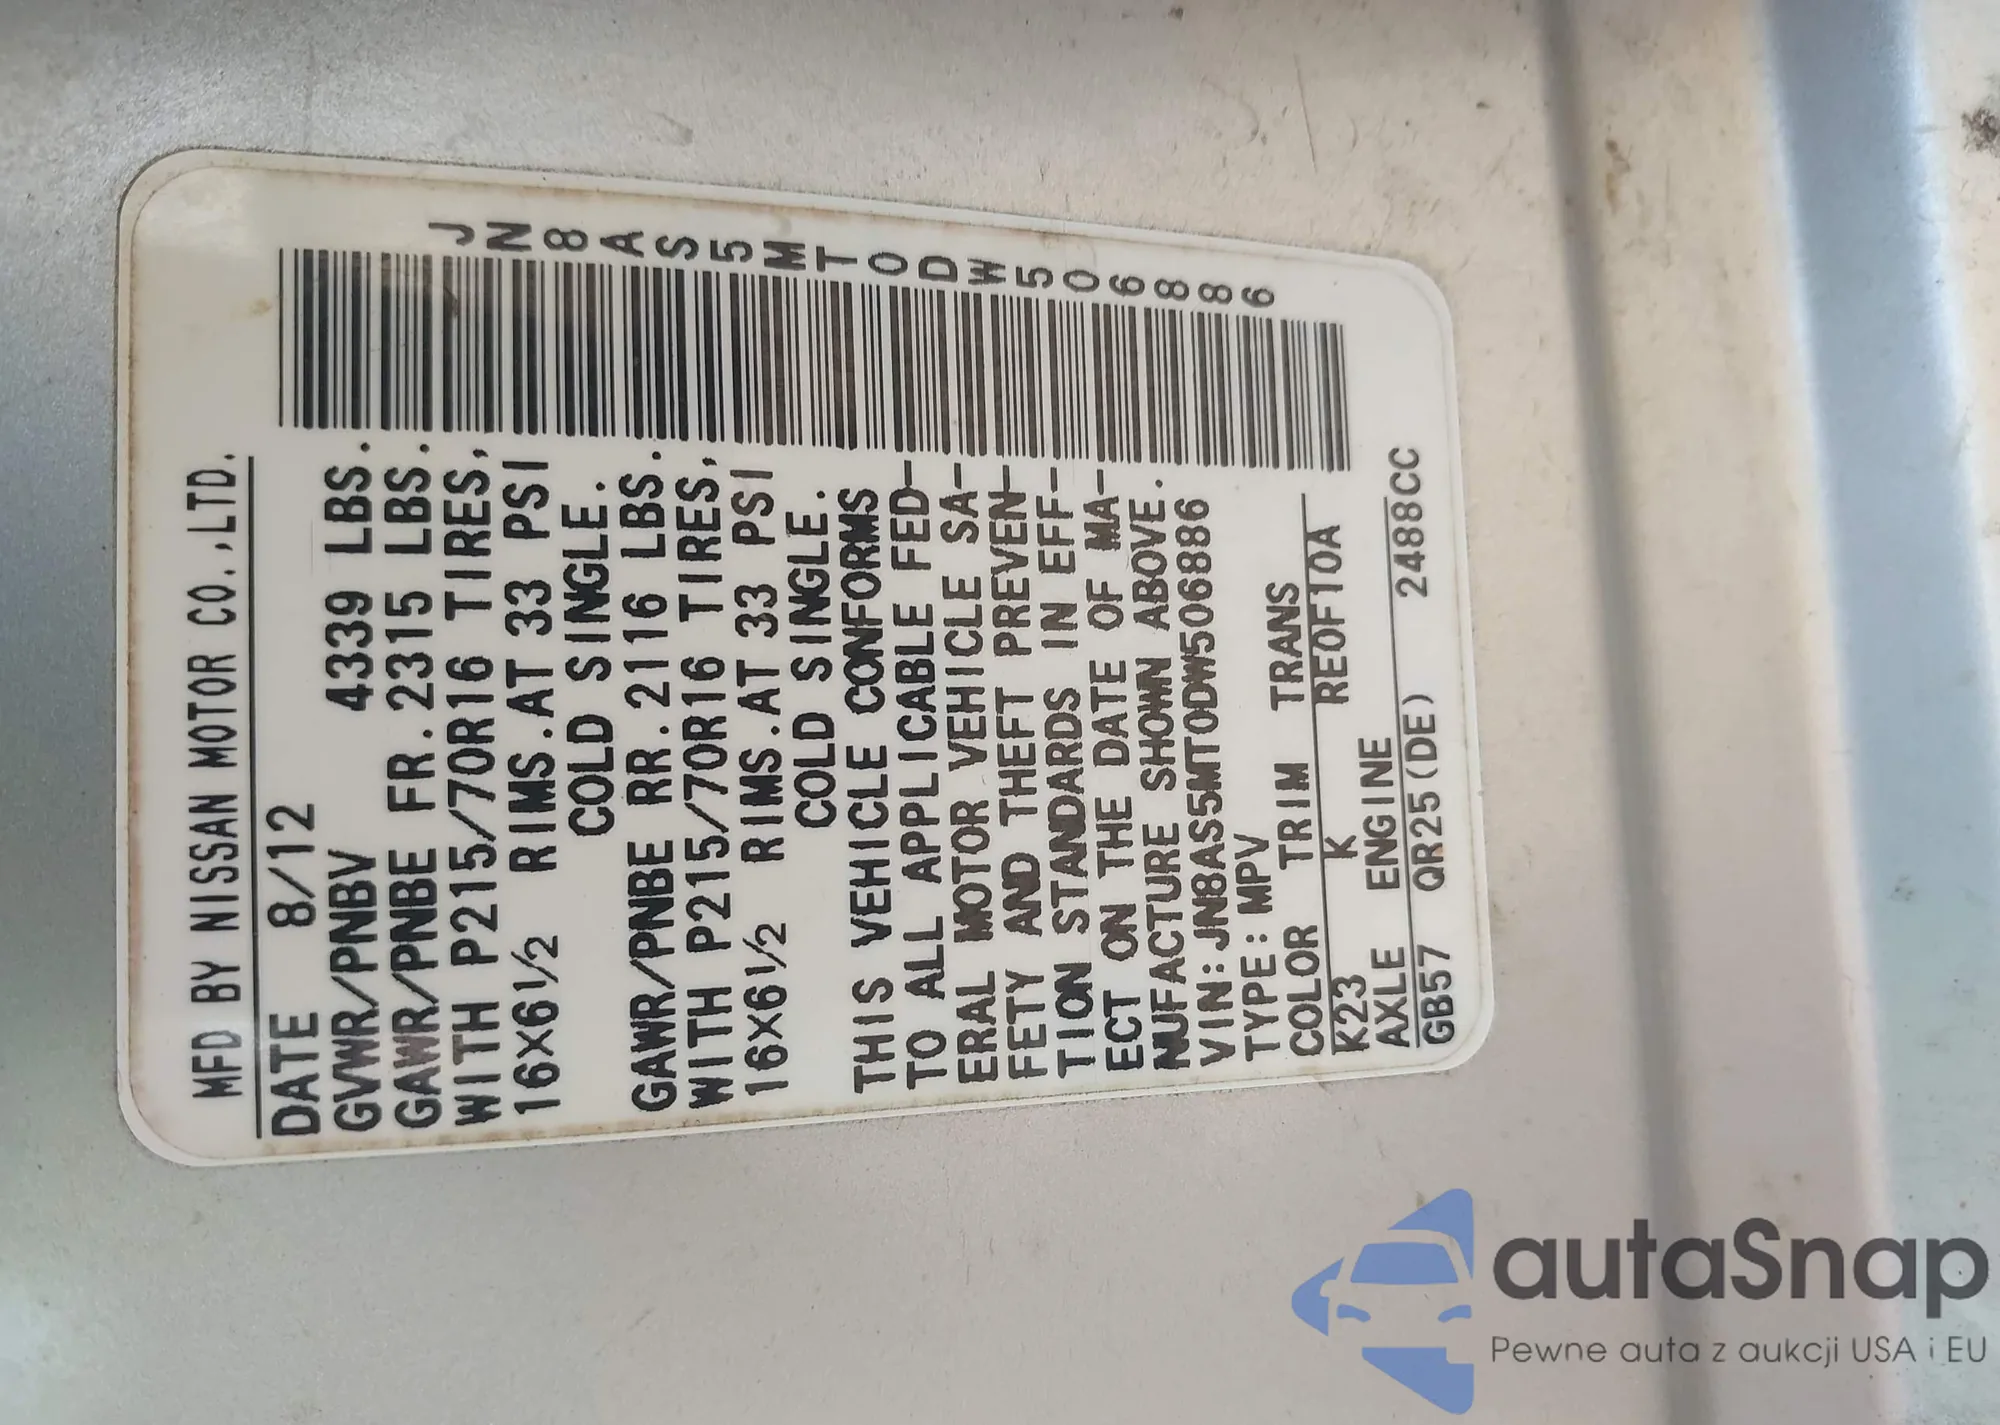 MFD BY NISSAN MOTOR CO.,LTD.
DATE 8/12
GVWR/PNBV 4339 LBS.
GAWR/PNBE FR.2315 LBS.
WITH P215/70R16 TIRES,
16X6½ RIMS.AT 33 PSI
COLD SINGLE.
GAWR/PNBE RR.2116 LBS.
WITH P215/70R16 TIRES,
16X6½ RIMS.AT 33 PSI
COLD SINGLE.
THIS VEHICLE CONFORMS
TO ALL APPLICABLE FED-
ERAL MOTOR VEHICLE SA-
FETY AND THEFT PREVEN-
TION STANDARDS IN EFF-
ECT ON THE DATE OF MA-
NUFACTURE SHOWN ABOVE.
VIN:JN8AS5MT0DW506886
TYPE:MPV
COLOR TRIM TRANS
K23 K RE0F10A
AXLE ENGINE
GB57 QR25(DE) 2488CC
JN8AS5MT0DW506886
autaSnap
Pewne auta z aukcji USA i EU